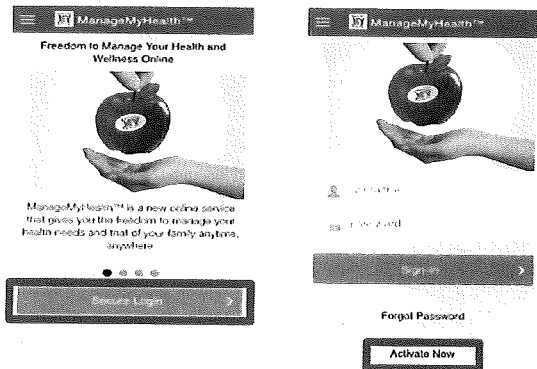 ManageMyHealth™
Freedom to Manage Your Health and
Wellness Online
ManageMyHealth™ is a new online service
that gives you the freedom to manage your
health needs and that of your family anytime,
anywhere
Secure Login
ManageMyHealth™
Sign-in
Forgot Password
Activate Now